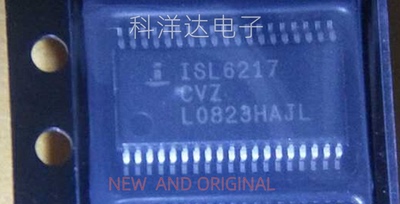 科洋达电子
ISL6217
CVZ
L0823HAJL
NEW AND ORIGINAL